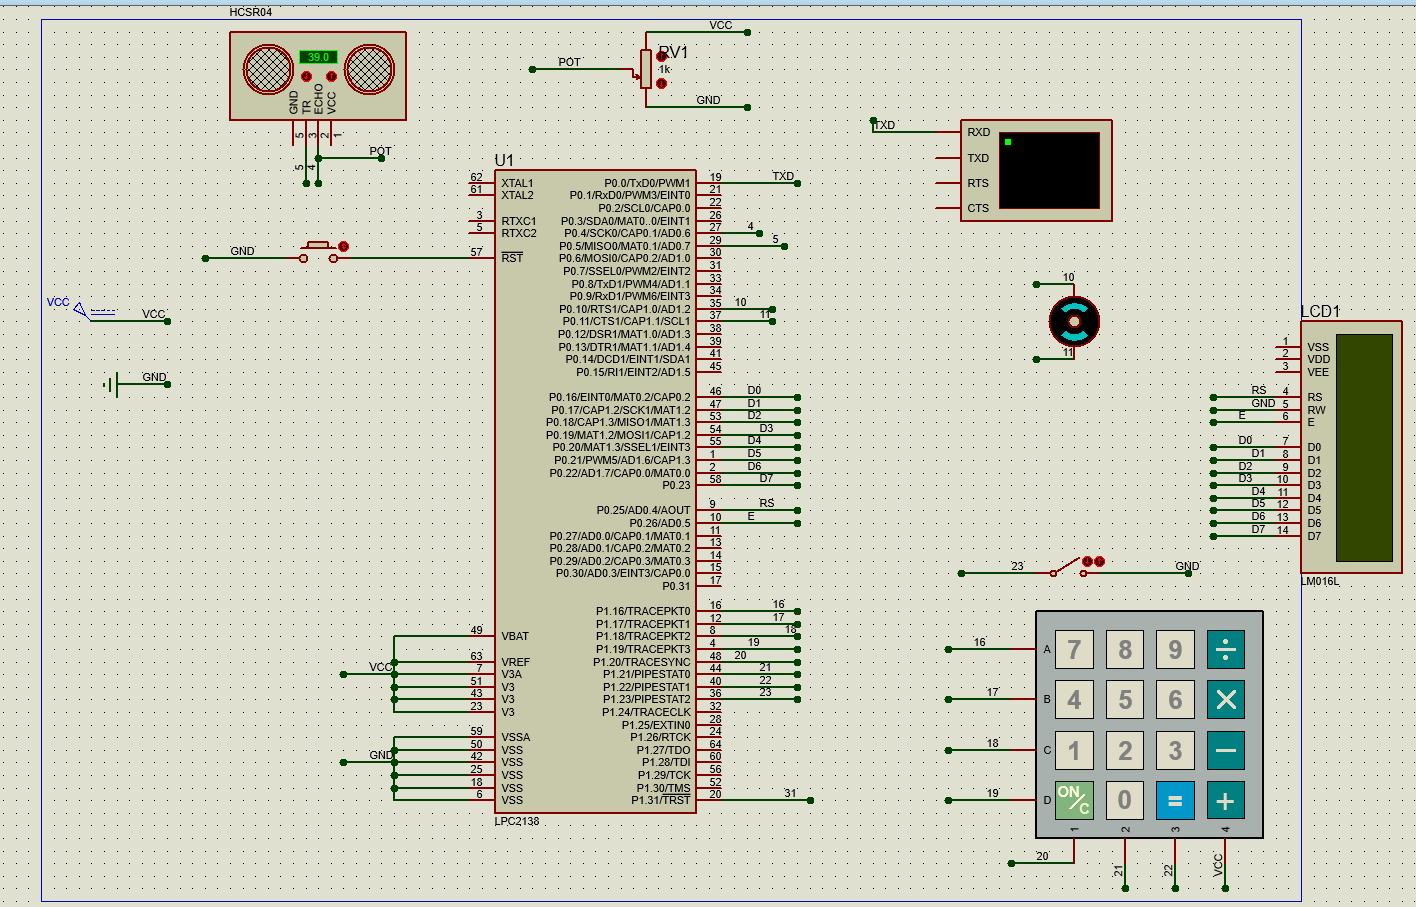 HCSR04
39.0
GND
TR
ECHO
VCC
5
3
2
1
5
4
POT
VCC
POT
RV1
1k
GND
TXD
RXD
TXD
RTS
CTS
U1
62 XTAL1 P0.0/TxD0/PWM1 19 TXD
61 XTAL2 P0.1/RxD0/PWM3/EINT0 21
P0.2/SCL0/CAP0.0 22
3 RTXC1 P0.3/SDA0/MAT0..0/EINT1 26
5 RTXC2 P0.4/SCK0/CAP0.1/AD0.6 27 4
P0.5/MISO0/MAT0.1/AD0.7 29 5
GND 57 RST P0.6/MOSI0/CAP0.2/AD1.0 30
P0.7/SSEL0/PWM2/EINT2 31
P0.8/TxD1/PWM4/AD1.1 33
P0.9/RxD1/PWM6/EINT3 34
P0.10/RTS1/CAP1.0/AD1.2 35 10
P0.11/CTS1/CAP1.1/SCL1 37 11
P0.12/DSR1/MAT1.0/AD1.3 38
P0.13/DTR1/MAT1.1/AD1.4 39
P0.14/DCD1/EINT1/SDA1 41
P0.15/RI1/EINT2/AD1.5 45
P0.16/EINT0/MAT0.2/CAP0.2 46 D0
P0.17/CAP1.2/SCK1/MAT1.2 47 D1
P0.18/CAP1.3/MISO1/MAT1.3 53 D2
P0.19/MAT1.2/MOSI1/CAP1.2 54 D3
P0.20/MAT1.3/SSEL1/EINT3 55 D4
P0.21/PWM5/AD1.6/CAP1.3 1 D5
P0.22/AD1.7/CAP0.0/MAT0.0 2 D6
P0.23 58 D7
P0.25/AD0.4/AOUT 9 RS
P0.26/AD0.5 10 E
P0.27/AD0.0/CAP0.1/MAT0.1 11
P0.28/AD0.1/CAP0.2/MAT0.2 13
P0.29/AD0.2/CAP0.3/MAT0.3 14
P0.30/AD0.3/EINT3/CAP0.0 15
P0.31 17
P1.16/TRACEPKT0 16 16
P1.17/TRACEPKT1 12 17
49 VBAT P1.18/TRACEPKT2 8 18
P1.19/TRACEPKT3 4 19
63 VREF P1.20/TRACESYNC 48 20
VCC 7 V3A P1.21/PIPESTAT0 44 21
51 V3 P1.22/PIPESTAT1 40 22
43 V3 P1.23/PIPESTAT2 36 23
23 V3 P1.24/TRACECLK 32
P1.25/EXTIN0 28
59 VSSA P1.26/RTCK 24
50 VSS P1.27/TDO 64
GND 42 VSS P1.28/TDI 60
25 VSS P1.29/TCK 56
18 VSS P1.30/TMS 52
6 VSS P1.31/TRST 20 31
LPC2138
VCC
VCC
GND
10
11
LCD1
1 VSS
2 VDD
3 VEE
RS 4 RS
GND 5 RW
E 6 E
D0 7 D0
D1 8 D1
D2 9 D2
D3 10 D3
D4 11 D4
D5 12 D5
D6 13 D6
D7 14 D7
LM016L
23 GND
16 A 7 8 9 ÷
17 B 4 5 6 ×
18 C 1 2 3 −
19 D ON/C 0 = +
1 2 3 4
20 21 22 VCC